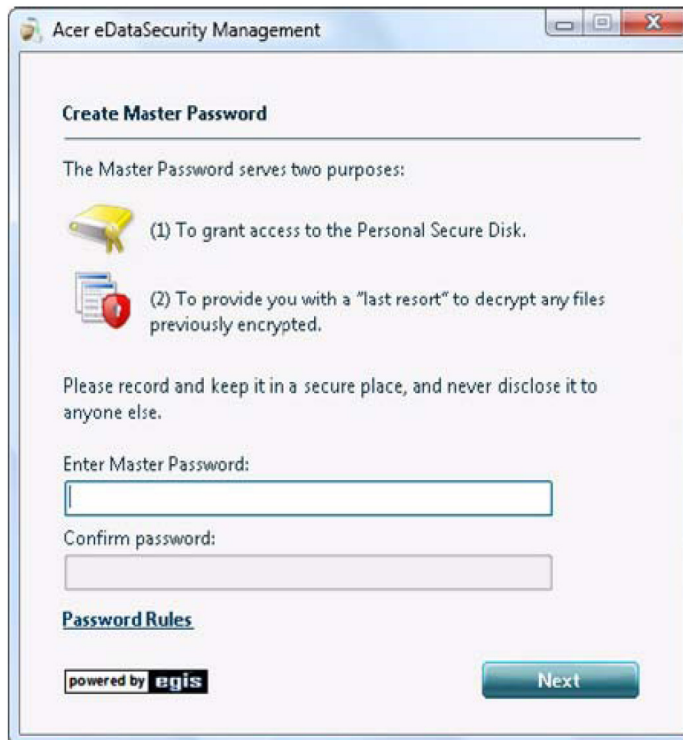 Acer eDataSecurity Management
Create Master Password
The Master Password serves two purposes:
(1) To grant access to the Personal Secure Disk.
(2) To provide you with a "last resort" to decrypt any files
previously encrypted.
Please record and keep it in a secure place, and never disclose it to
anyone else.
Enter Master Password:
Confirm password:
Password Rules
powered by egis
Next